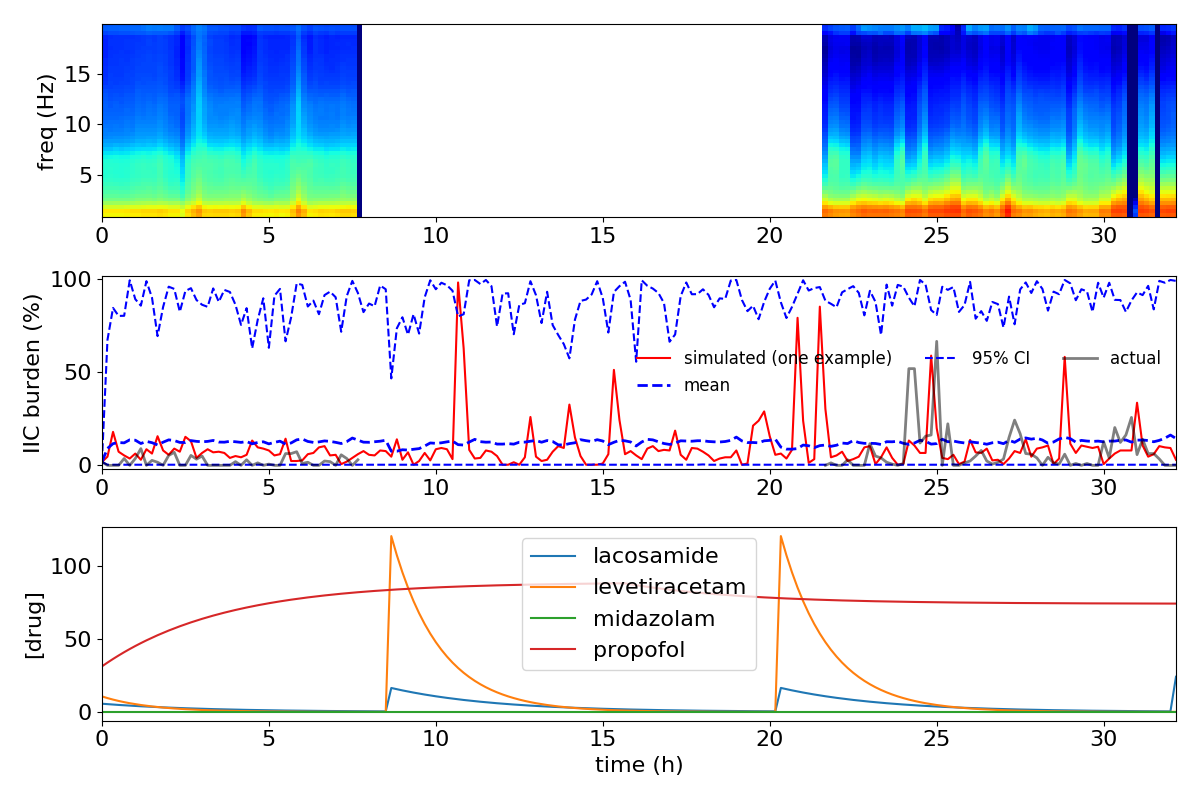 freq (Hz)
15
10
5
0 5 10 15 20 25 30
IIC burden (%)
100
50
0
simulated (one example)
95% CI
actual
mean
0 5 10 15 20 25 30
[drug]
100
50
0
lacosamide
levetiracetam
midazolam
propofol
0 5 10 15 20 25 30
time (h)